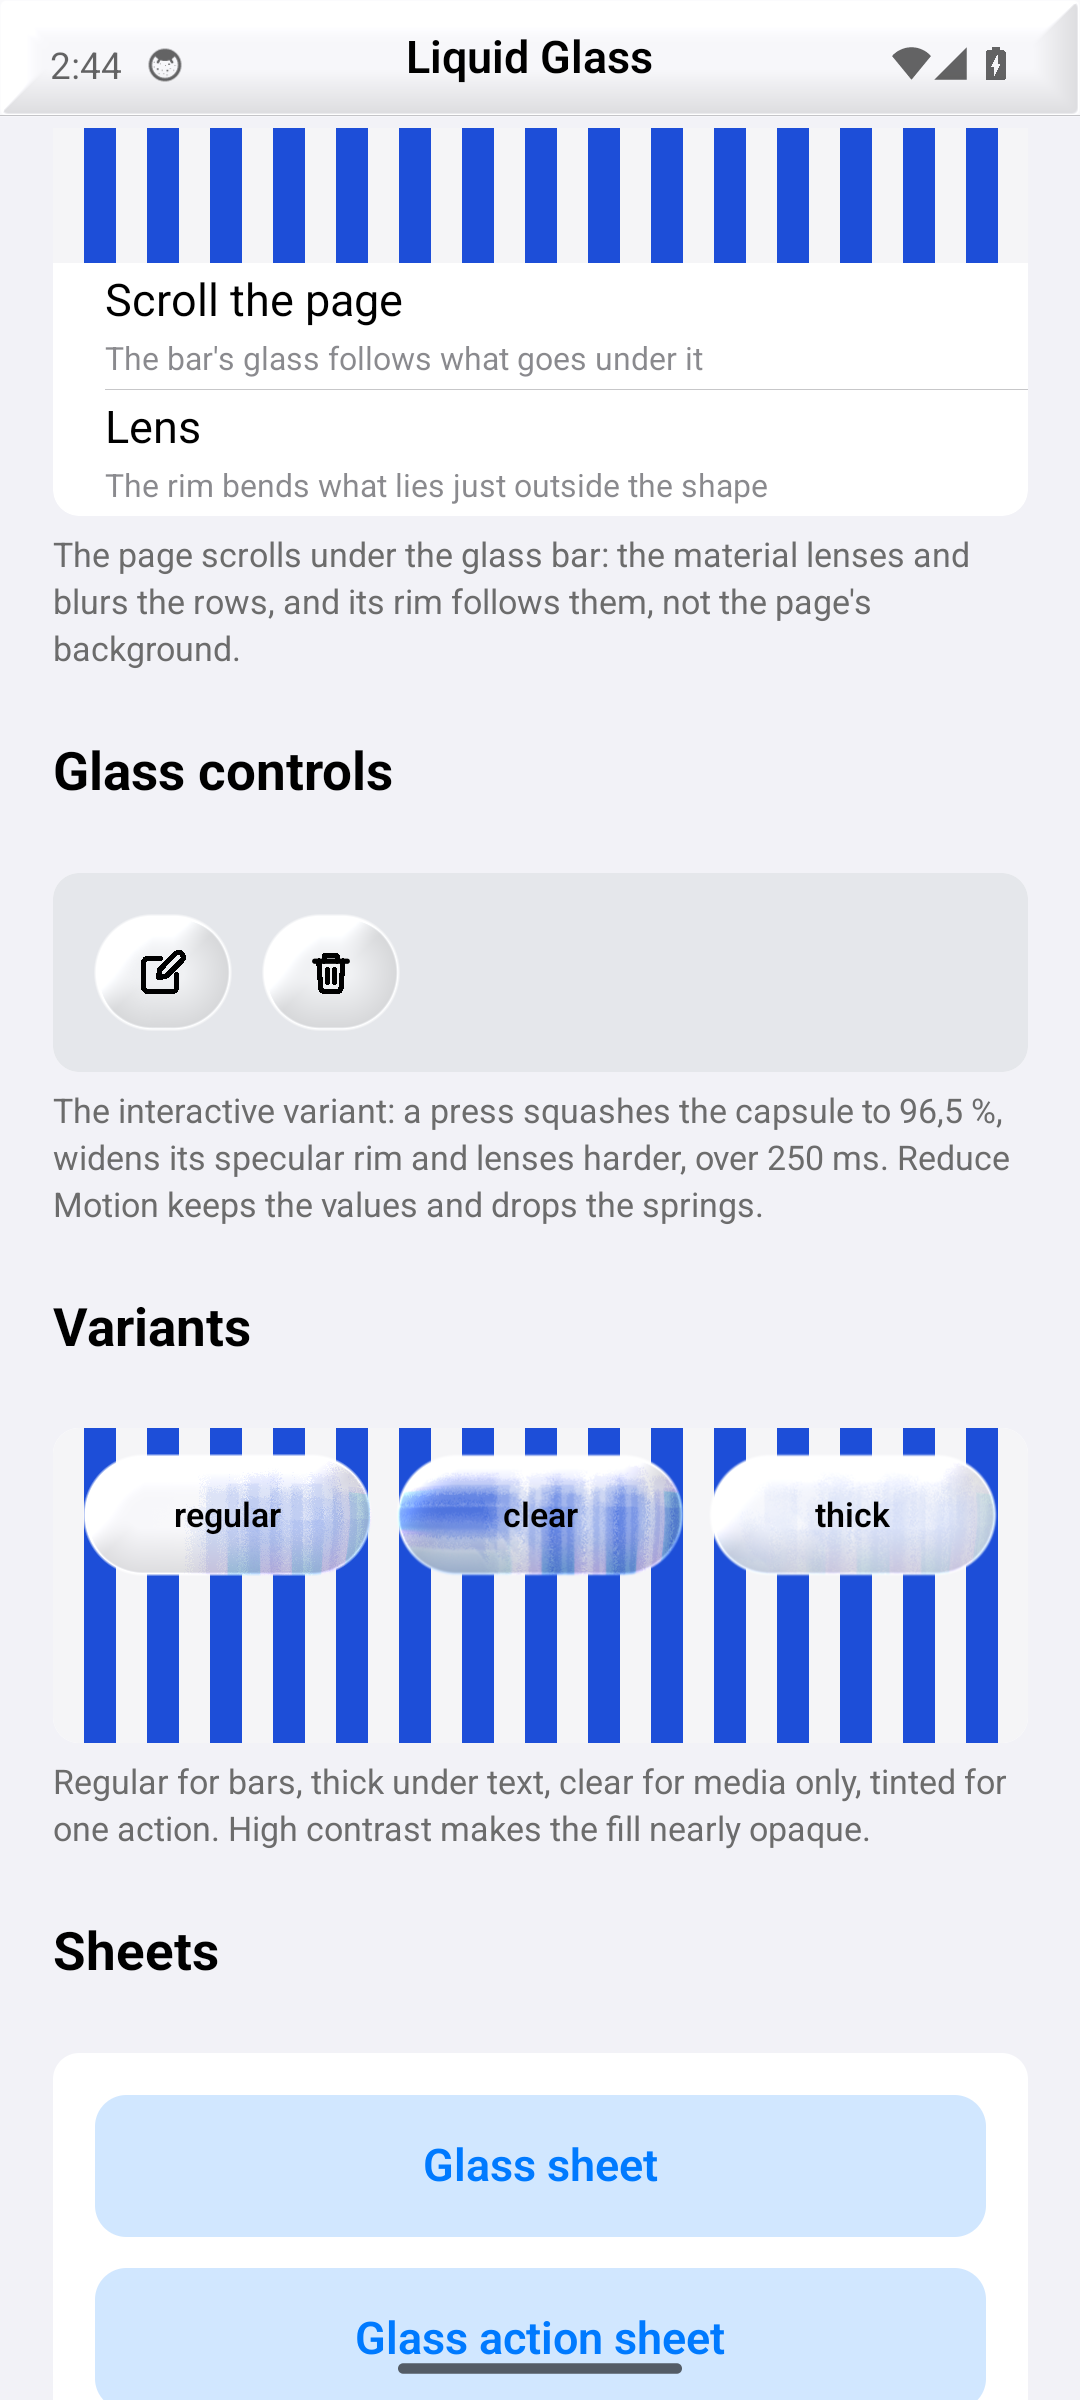 2:44
Liquid Glass
Scroll the page
The bar's glass follows what goes under it
Lens
The rim bends what lies just outside the shape
The page scrolls under the glass bar: the material lenses and
blurs the rows, and its rim follows them, not the page's
background.
Glass controls
The interactive variant: a press squashes the capsule to 96,5 %,
widens its specular rim and lenses harder, over 250 ms. Reduce
Motion keeps the values and drops the springs.
Variants
regular
clear
thick
Regular for bars, thick under text, clear for media only, tinted for
one action. High contrast makes the fill nearly opaque.
Sheets
Glass sheet
Glass action sheet